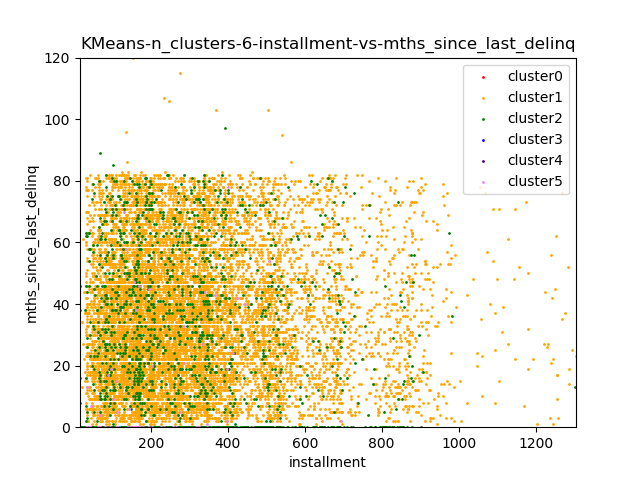 KMeans-n_clusters-6-installment-vs-mths_since_last_delinq
120
100
80
60
40
20
0
mths_since_last_delinq
cluster0
cluster1
cluster2
cluster3
cluster4
cluster5
200 400 600 800 1000 1200
installment